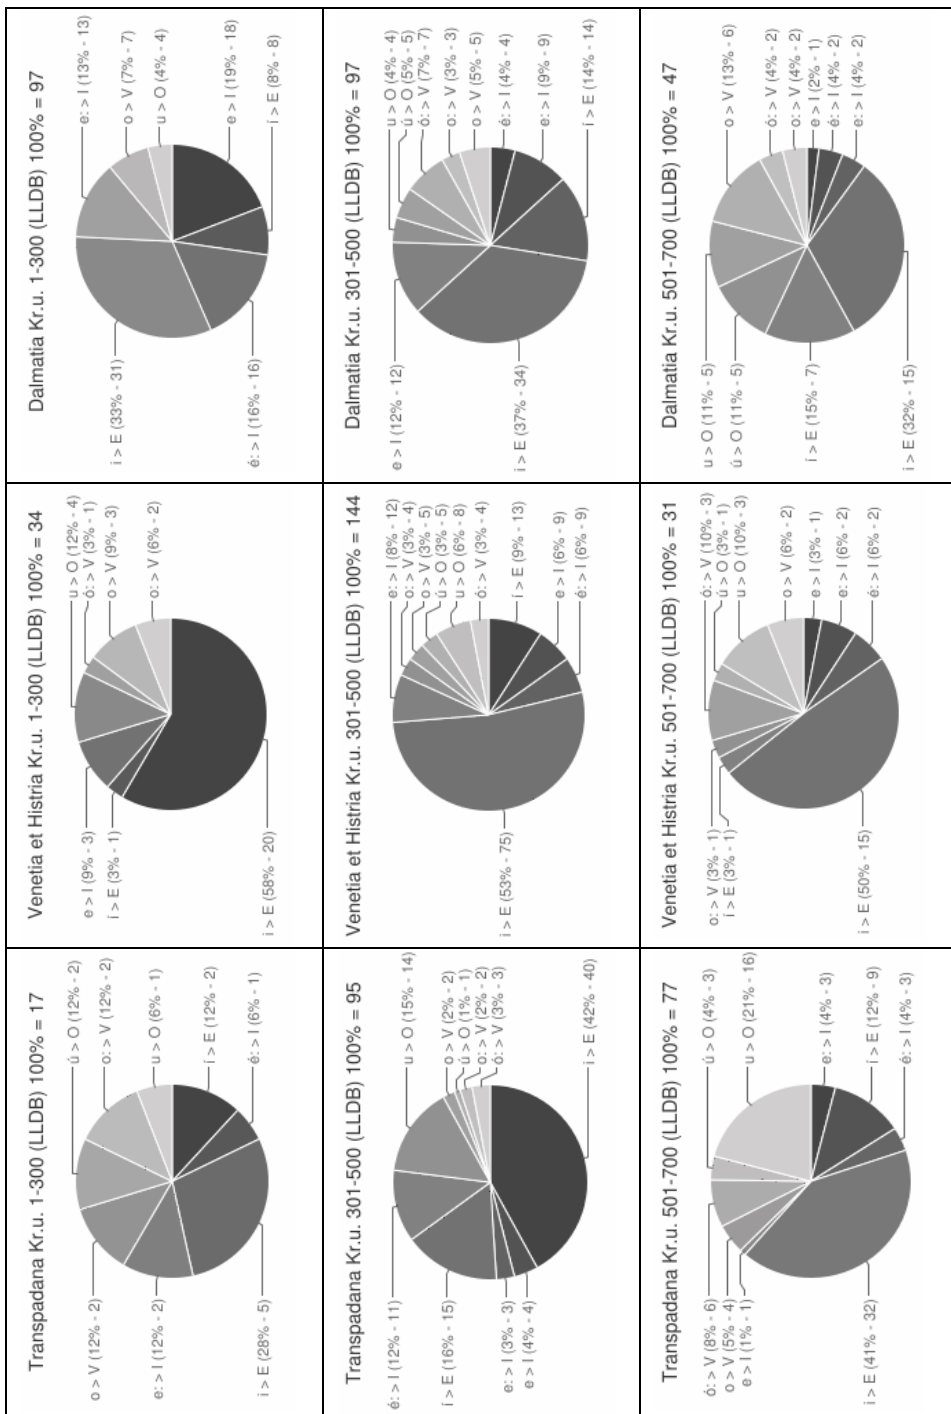 Transpadana Kr.u. 1-300 (LLDB) 100% = 17
ú > O (12% - 2)
o > V (12% - 2)
o: > V (12% - 2)
e: > I (12% - 2)
u > O (6% - 1)
í > E (12% - 2)
é: > I (6% - 1)
i > E (28% - 5)
Venetia et Histria Kr.u. 1-300 (LLDB) 100% = 34
u > O (12% - 4)
ó: > V (3% - 1)
e > I (9% - 3)
o > V (9% - 3)
í > E (3% - 1)
o: > V (6% - 2)
i > E (58% - 20)
Dalmatia Kr.u. 1-300 (LLDB) 100% = 97
e: > I (13% - 13)
i > E (33% - 31)
o > V (7% - 7)
u > O (4% - 4)
e > I (19% - 18)
é: > I (16% - 16)
í > E (8% - 8)
Transpadana Kr.u. 301-500 (LLDB) 100% = 95
é: > I (12% - 11)
u > O (15% - 14)
í > E (16% - 15)
o > V (2% - 2)
ú > O (1% - 1)
o: > V (2% - 2)
ó: > V (3% - 3)
e: > I (3% - 3)
e > I (4% - 4)
i > E (42% - 40)
Venetia et Histria Kr.u. 301-500 (LLDB) 100% = 144
e: > I (8% - 12)
o: > V (3% - 4)
o > V (3% - 5)
ú > O (3% - 5)
u > O (6% - 8)
ó: > V (3% - 4)
i > E (53% - 75)
í > E (9% - 13)
e > I (6% - 9)
é: > I (6% - 9)
Dalmatia Kr.u. 301-500 (LLDB) 100% = 97
u > O (4% - 4)
e > I (12% - 12)
ú > O (5% - 5)
ó: > V (7% - 7)
o: > V (3% - 3)
o > V (5% - 5)
é: > I (4% - 4)
i > E (37% - 34)
e: > I (9% - 9)
í > E (14% - 14)
Transpadana Kr.u. 501-700 (LLDB) 100% = 77
ó: > V (8% - 6)
ú > O (4% - 3)
o > V (5% - 4)
e > I (1% - 1)
u > O (21% - 16)
e: > I (4% - 3)
í > E (12% - 9)
é: > I (4% - 3)
i > E (41% - 32)
Venetia et Histria Kr.u. 501-700 (LLDB) 100% = 31
o: > V (3% - 1)
ó: > V (10% - 3)
í > E (3% - 1)
ú > O (3% - 1)
u > O (10% - 3)
o > V (6% - 2)
e > I (3% - 1)
e: > I (6% - 2)
é: > I (6% - 2)
i > E (50% - 15)
Dalmatia Kr.u. 501-700 (LLDB) 100% = 47
u > O (11% - 5)
o > V (13% - 6)
ú > O (11% - 5)
ó: > V (4% - 2)
o: > V (4% - 2)
e > I (2% - 1)
é: > I (4% - 2)
e: > I (4% - 2)
í > E (15% - 7)
i > E (32% - 15)